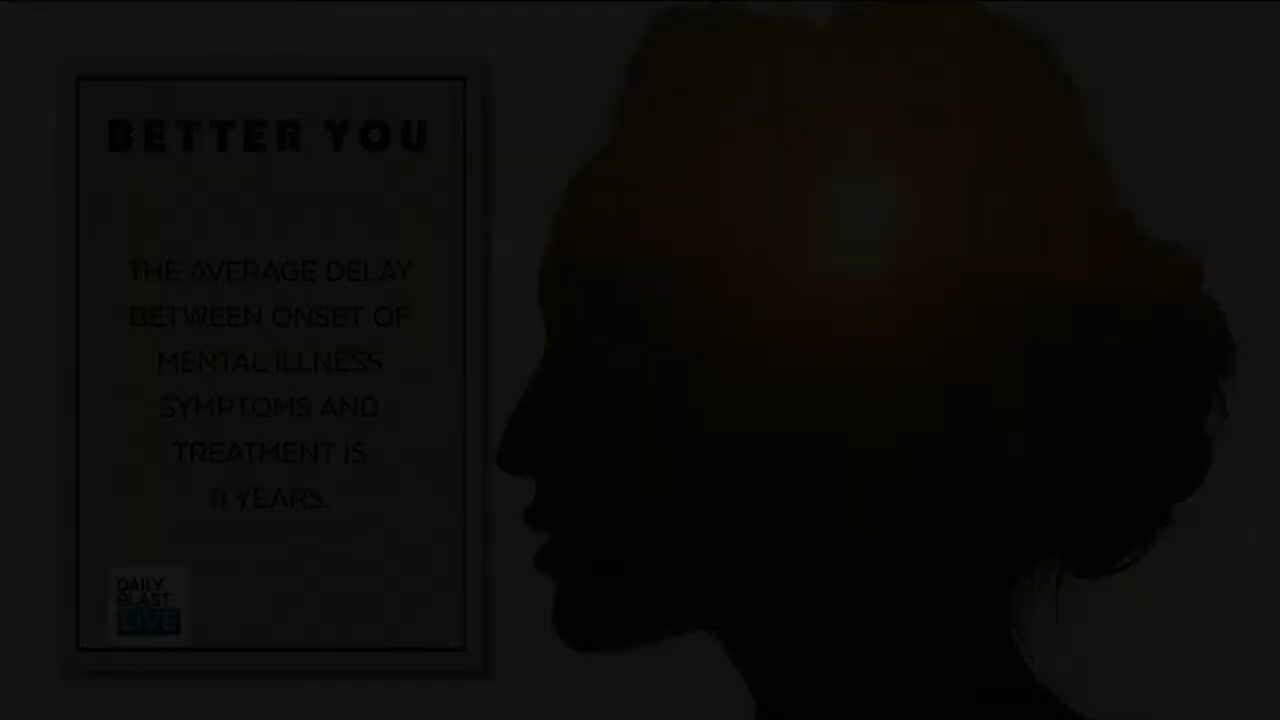 BETTER YOU
THE AVERAGE DELAY
BETWEEN ONSET OF
MENTAL ILLNESS
SYMPTOMS AND
TREATMENT IS
11 YEARS.
DAILY
BLAST
LIVE